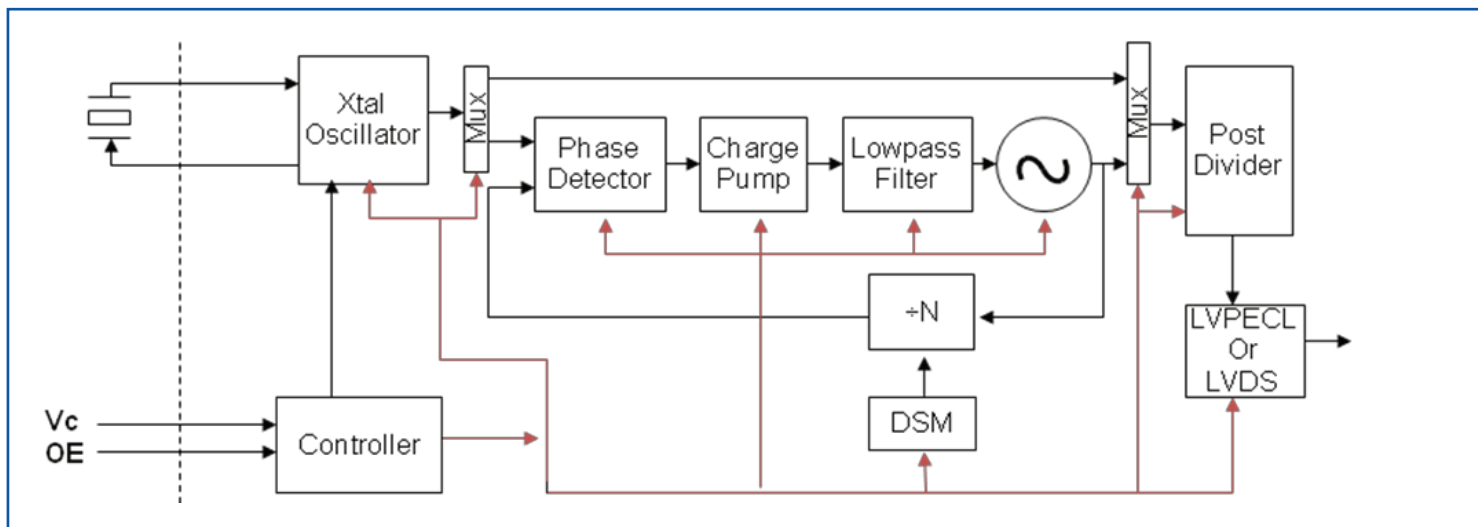 Xtal
Oscillator
Mux
Phase
Detector
Charge
Pump
Lowpass
Filter
Mux
Post
Divider
÷N
LVPECL
Or
LVDS
DSM
Vc
OE
Controller